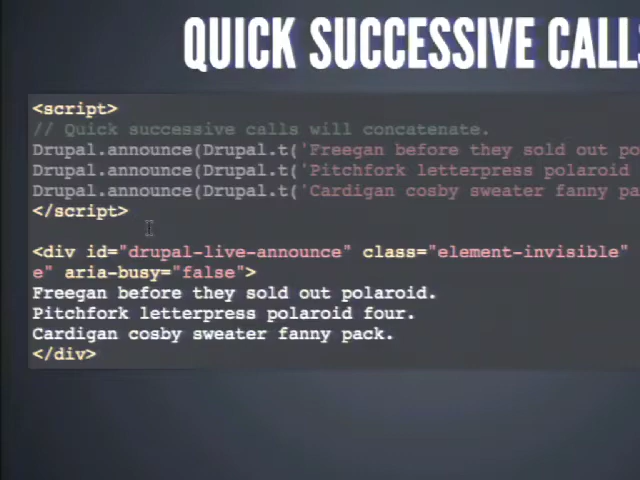 QUICK SUCCESSIVE CALLS
<script>
// Quick successive calls will concatenate.
Drupal.announce(Drupal.t('Freegan before they sold out po
Drupal.announce(Drupal.t('Pitchfork letterpress polaroid
Drupal.announce(Drupal.t('Cardigan cosby sweater fanny pa
</script>
<div id="drupal-live-announce" class="element-invisible"
e" aria-busy="false">
Freegan before they sold out polaroid.
Pitchfork letterpress polaroid four.
Cardigan cosby sweater fanny pack.
</div>